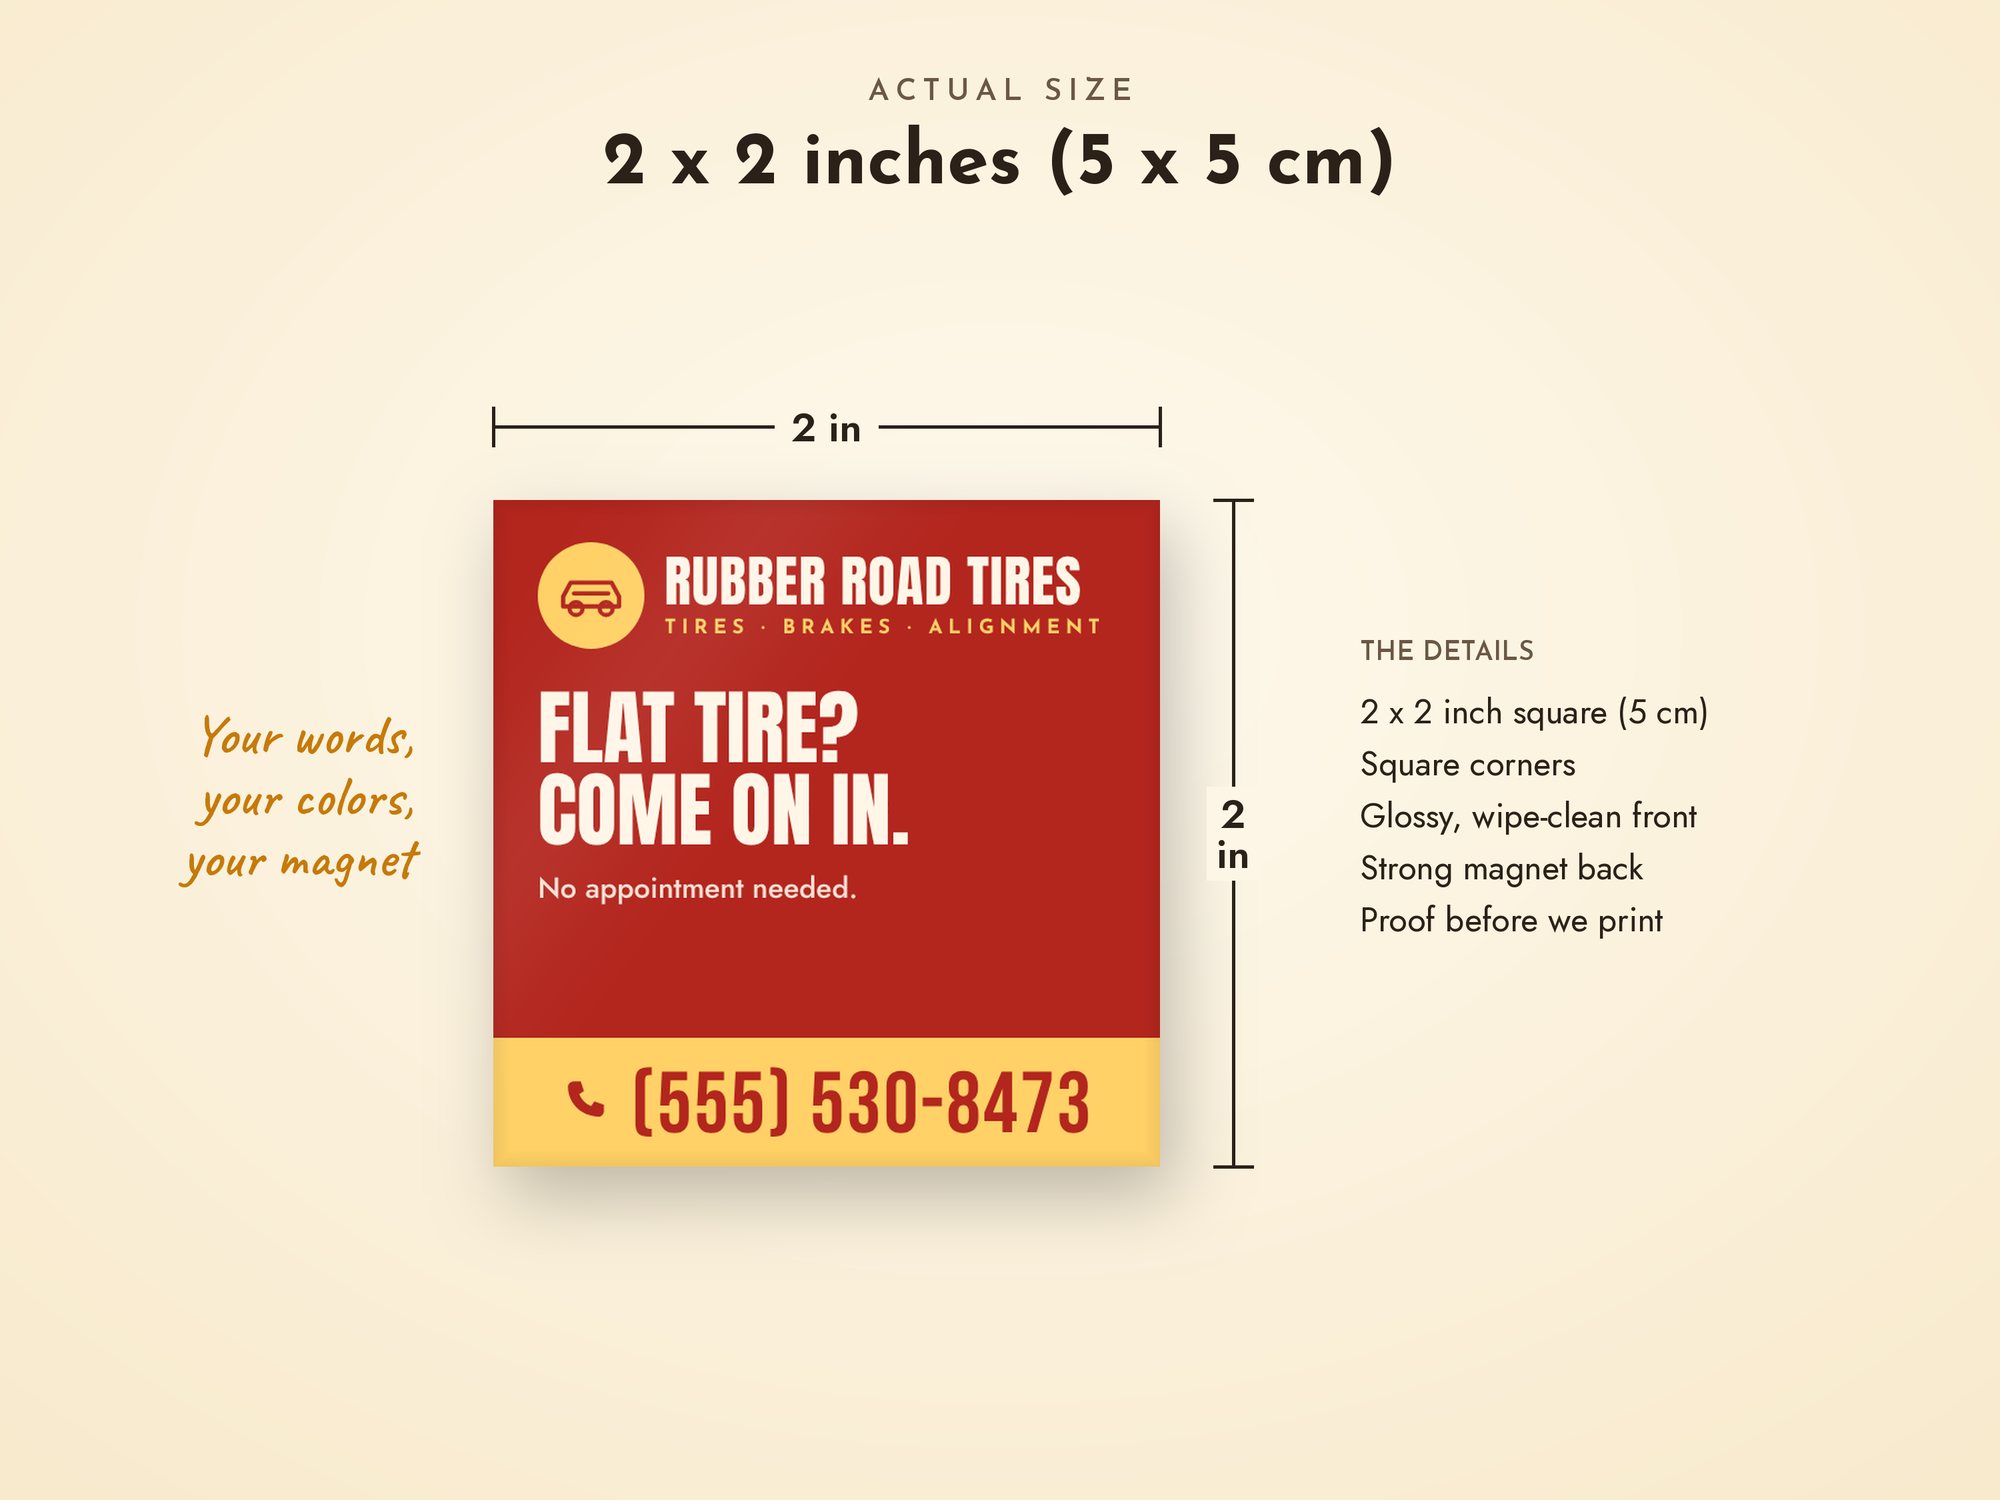 ACTUAL SIZE
2 x 2 inches (5 x 5 cm)
2 in
RUBBER ROAD TIRES
TIRES · BRAKES · ALIGNMENT
FLAT TIRE?
COME ON IN.
No appointment needed.
(555) 530-8473
2
in
Your words,
your colors,
your magnet
THE DETAILS
2 x 2 inch square (5 cm)
Square corners
Glossy, wipe-clean front
Strong magnet back
Proof before we print